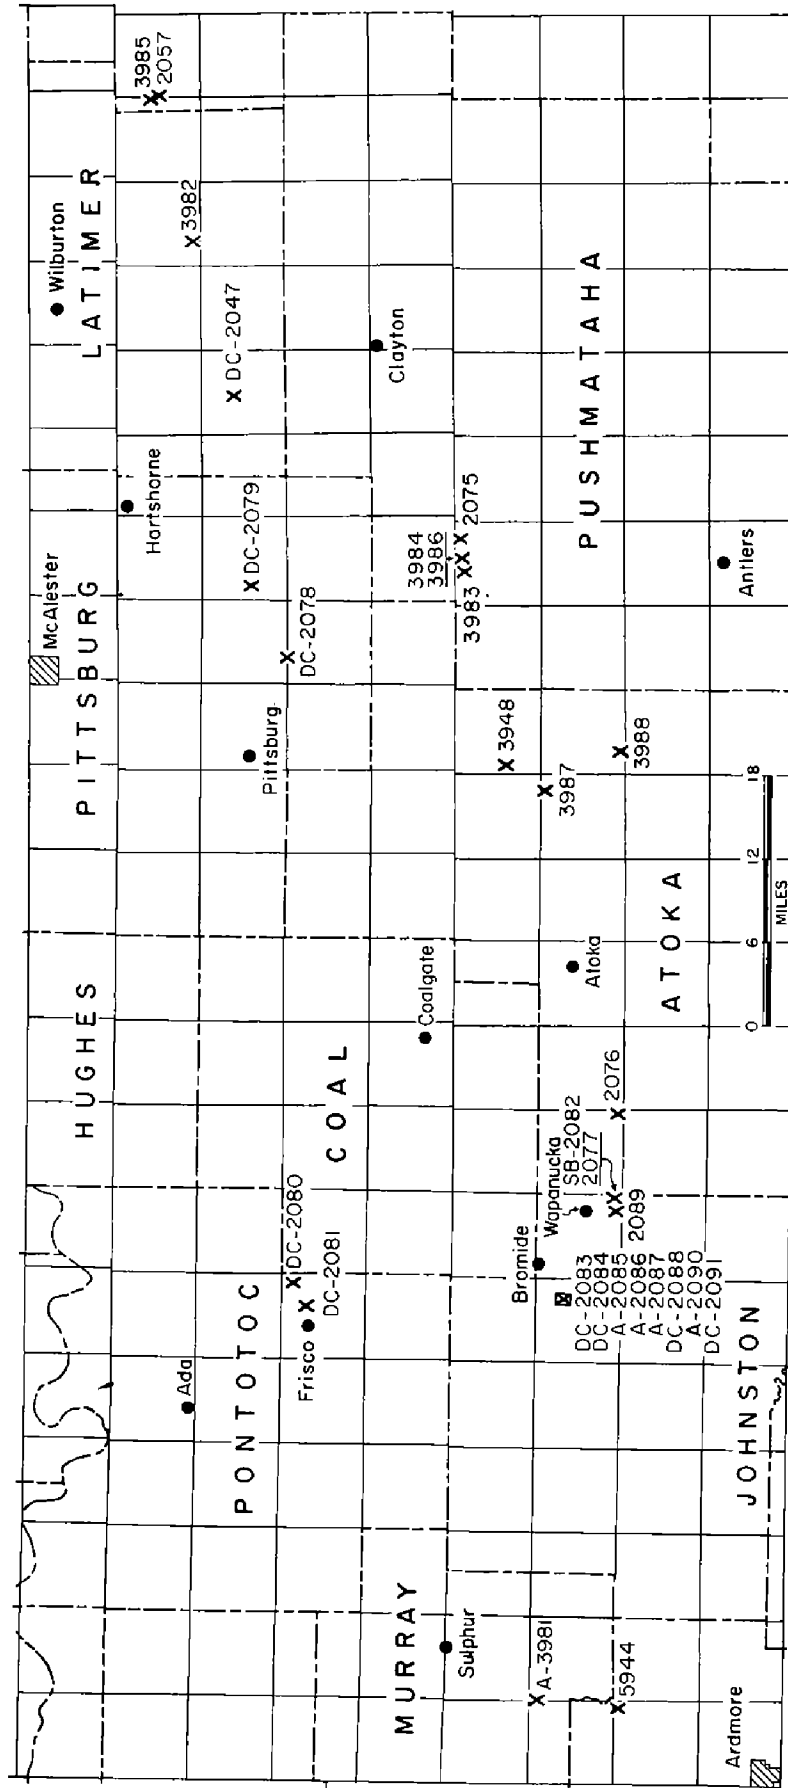 HUGHES
PITTSBURG
McAlester
LATIMER
Wilburton
3985
2057
Hartshorne
3982
Ada
PONTOTOC
DC-2047
DC-2079
Pittsburg
DC-2078
DC-2080
Frisco
DC-2081
COAL
Clayton
Coalgate
MURRAY
Sulphur
3984
3986
2075
3983
A-3981
5944
Bromide
Wapanucka
SB-2082
2077
2089
2076
DC-2083
DC-2084
A-2085
A-2086
A-2087
DC-2088
A-2090
DC-2091
Atoka
ATOKA
3948
3987
3988
PUSHMATAHA
Antlers
JOHNSTON
Ardmore
0 6 12 18
MILES